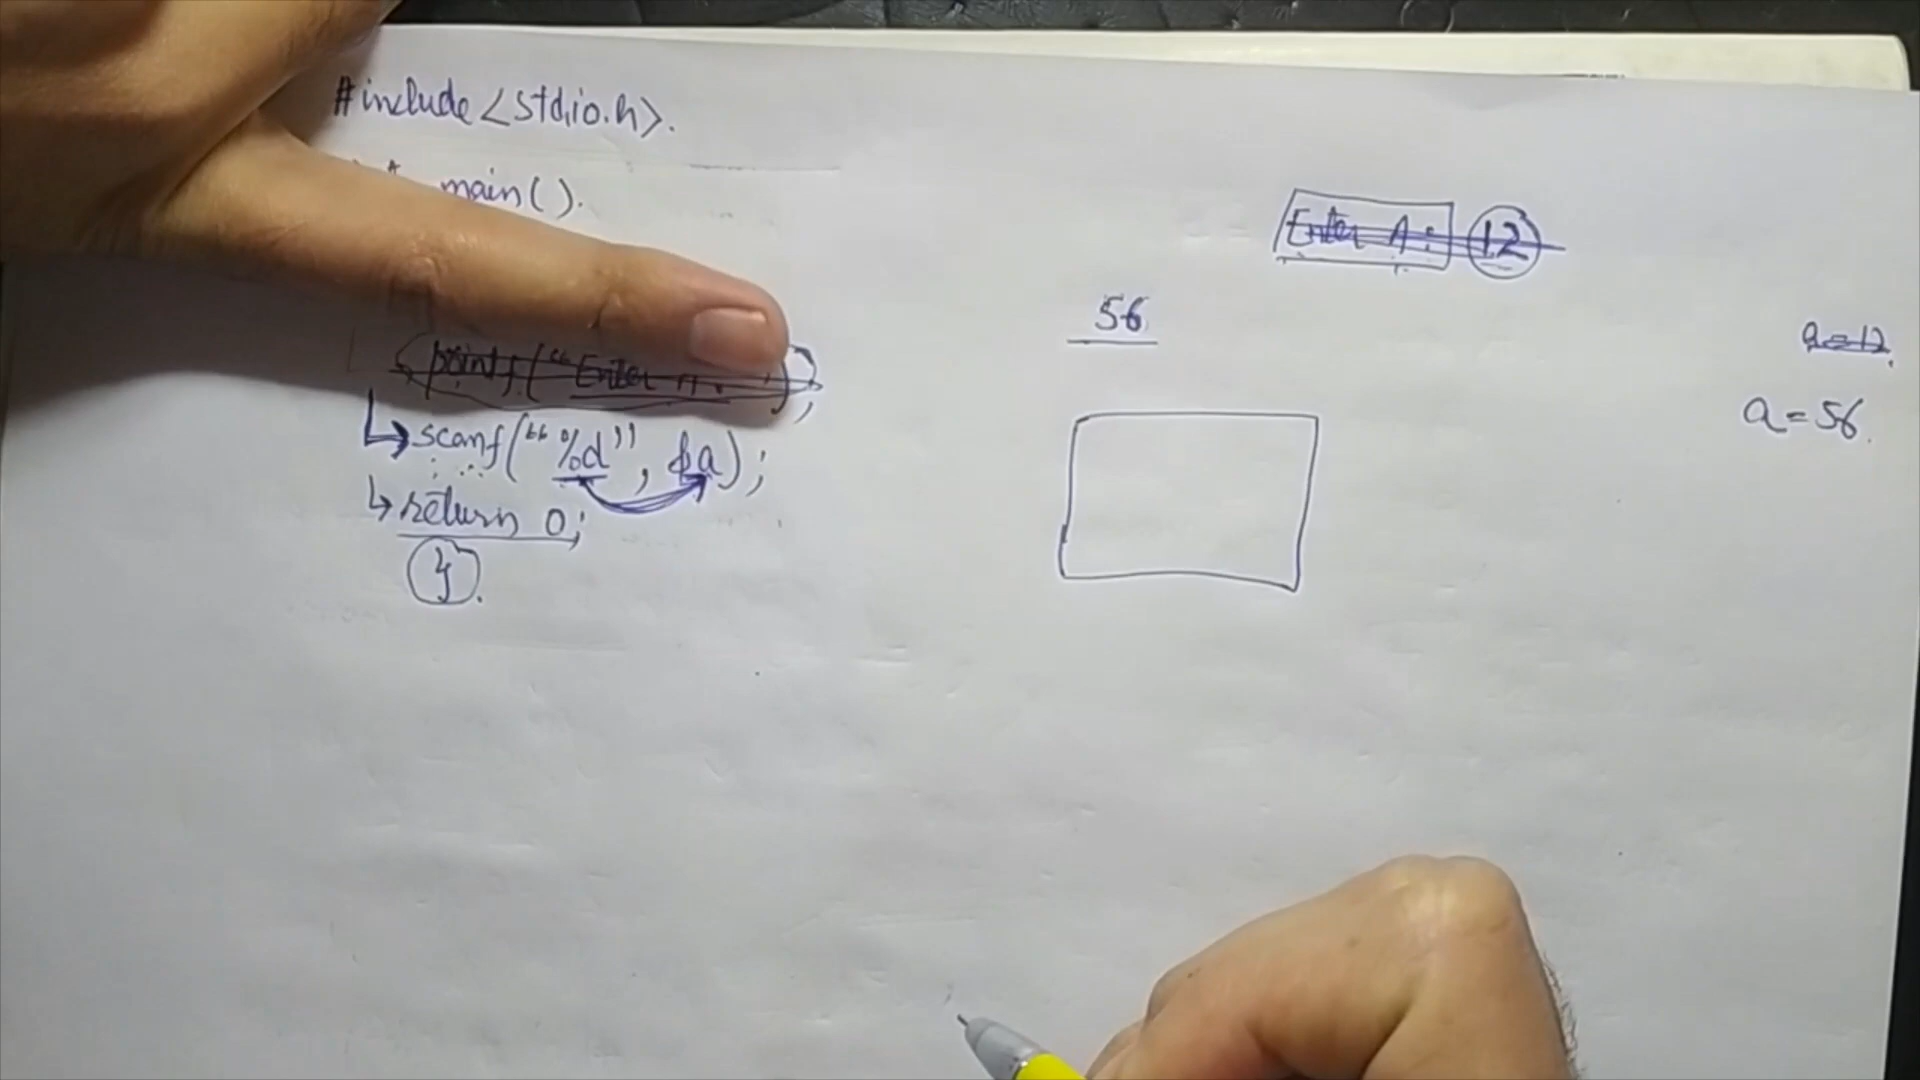 #include <stdio.h>.
main().
printf("Enter A:");
scanf("%d", &a);
return 0;
}.
Enter A: 12
56
a=12.
a=56.